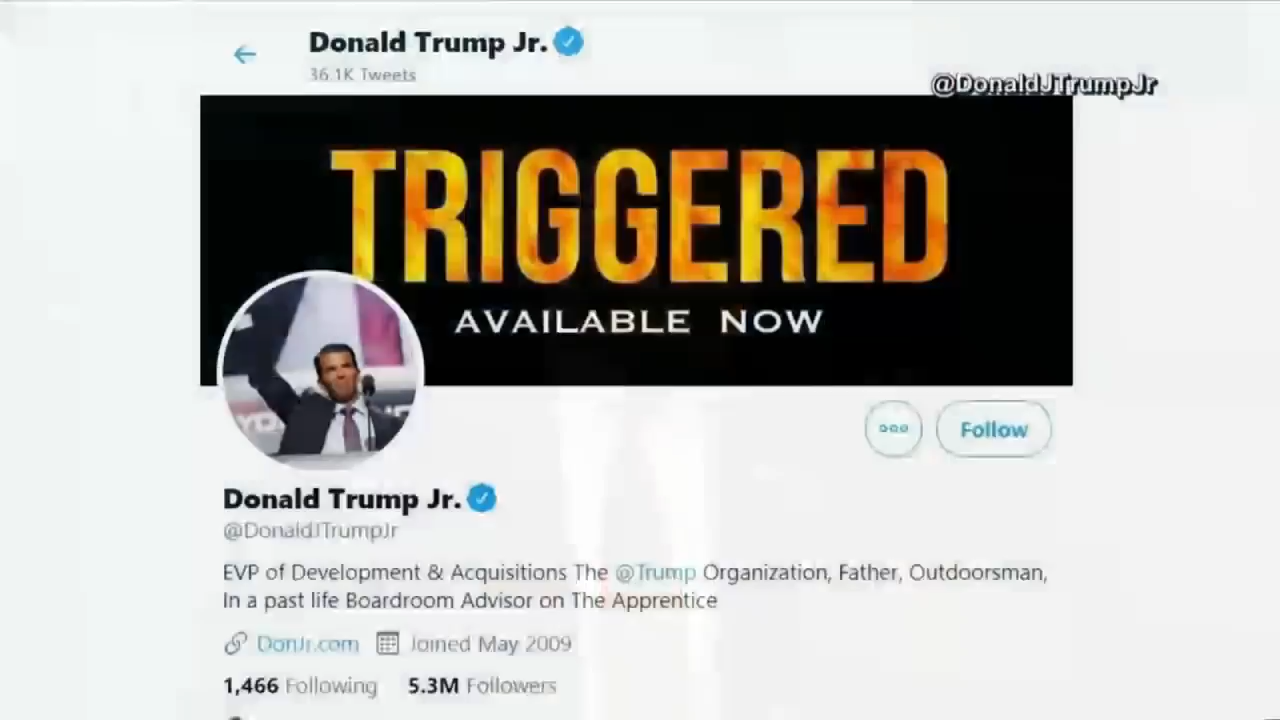 Donald Trump Jr.
36.1K Tweets
@DonaldJTrumpJr
TRIGGERED
AVAILABLE NOW
Follow
Donald Trump Jr.
@DonaldJTrumpJr
EVP of Development & Acquisitions The @Trump Organization, Father, Outdoorsman,
In a past life Boardroom Advisor on The Apprentice
DonJr.com Joined May 2009
1,466 Following 5.3M Followers